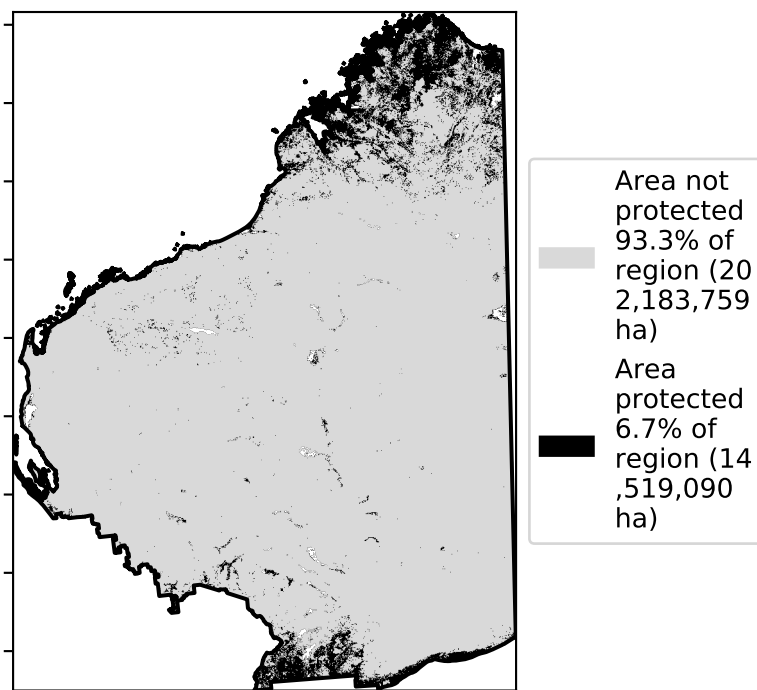 Area not
protected
93.3% of
region (20
2,183,759
ha)
Area
protected
6.7% of
region (14
,519,090
ha)